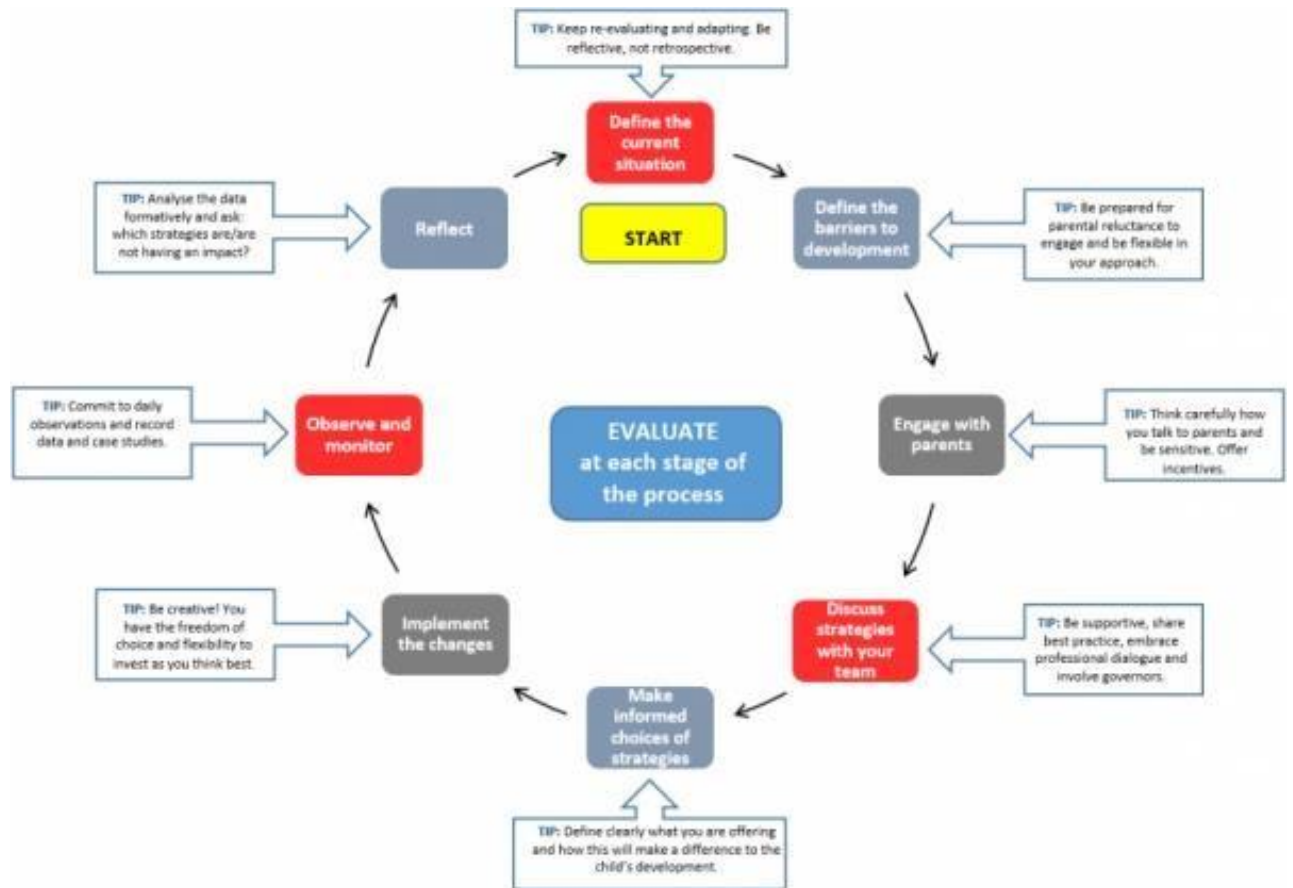 TIP: Keep re-evaluating and adapting. Be
reflective, not retrospective.
Define the
current
situation
START
Define the
barriers to
development
TIP: Be prepared for
parental reluctance to
engage and be flexible in
your approach.
Engage with
parents
TIP: Think carefully how
you talk to parents and
be sensitive. Offer
incentives.
Discuss
strategies
with your
team
TIP: Be supportive, share
best practice, embrace
professional dialogue and
involve governors.
Make
informed
choices of
strategies
TIP: Define clearly what you are offering
and how this will make a difference to the
child's development.
Implement
the changes
TIP: Be creative! You
have the freedom of
choice and flexibility to
invest as you think best.
Observe and
monitor
TIP: Commit to daily
observations and record
data and case studies.
Reflect
TIP: Analyse the data
formatively and ask:
which strategies are/are
not having an impact?
EVALUATE
at each stage of
the process